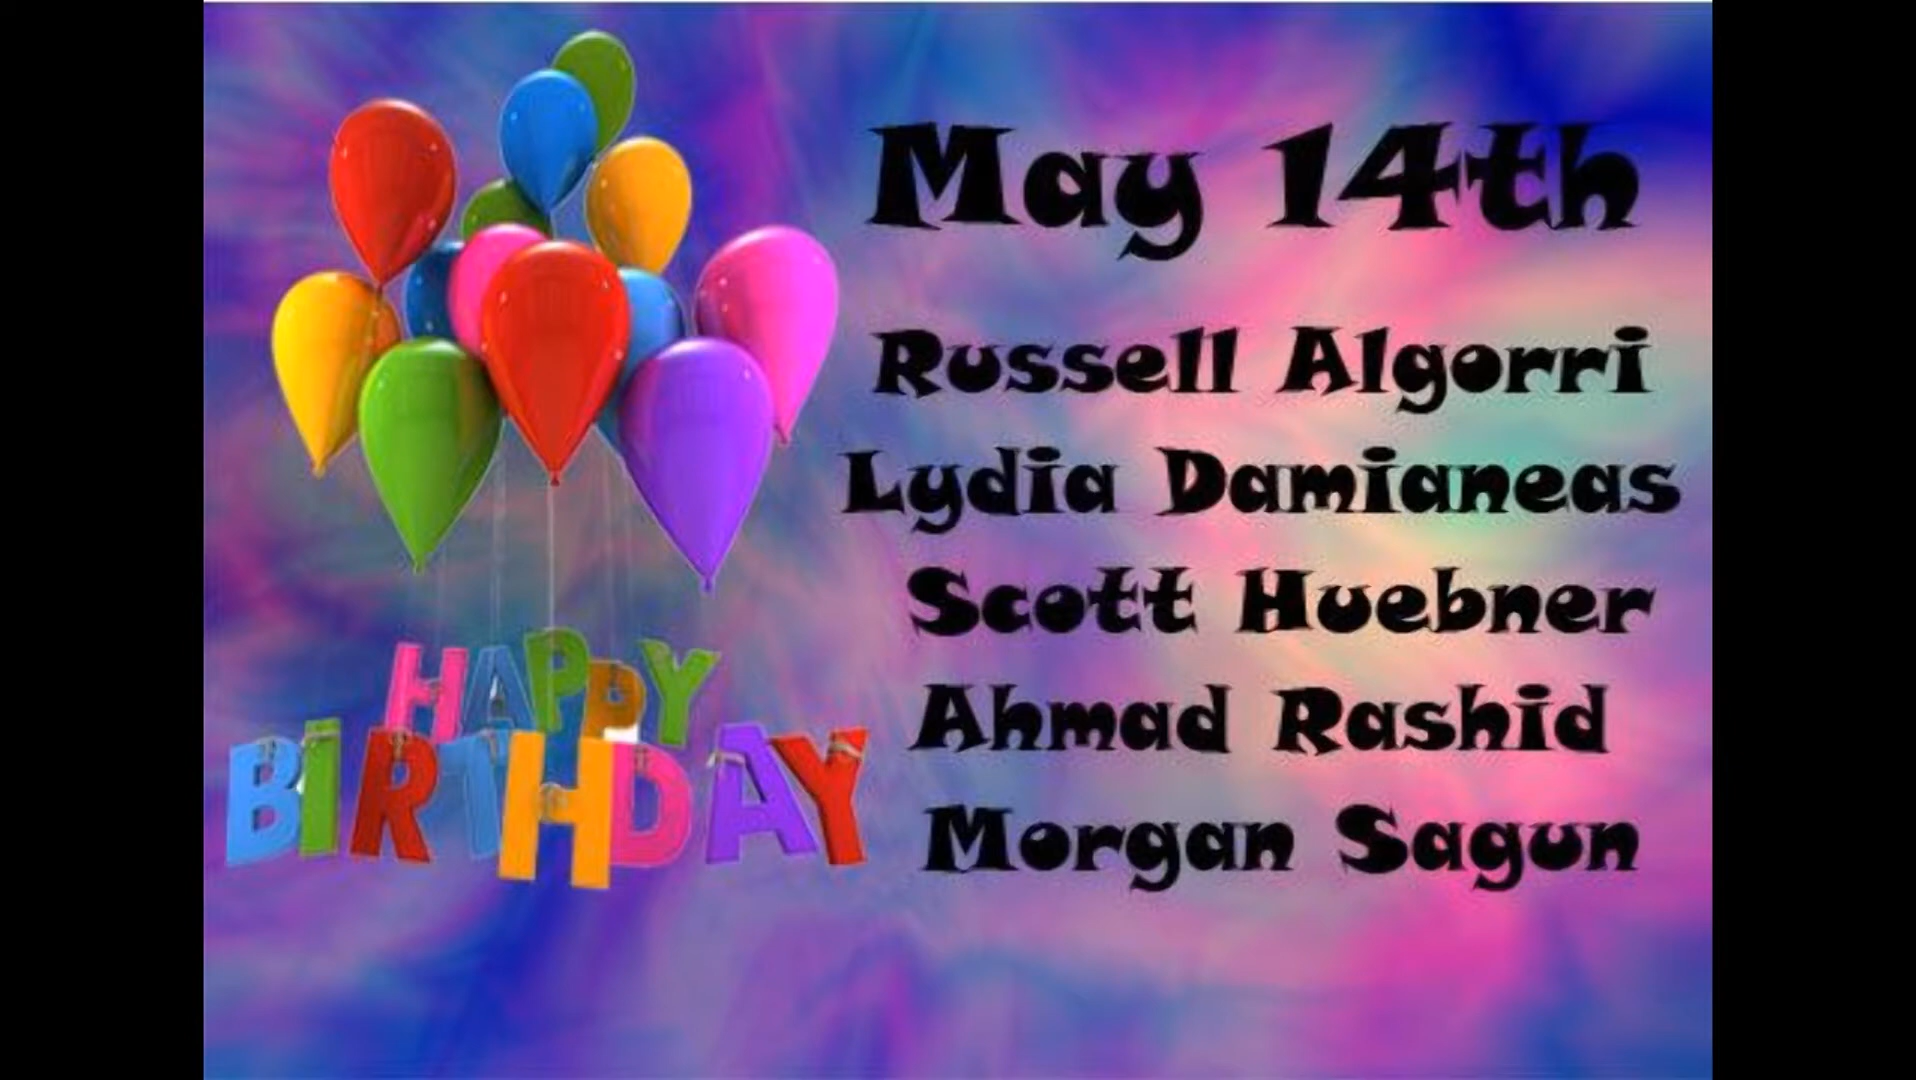 May 14th
Russell Algorri
Lydia Damianeas
Scott Huebner
Ahmad Rashid
Morgan Sagun
HAPPY
BIRTHDAY